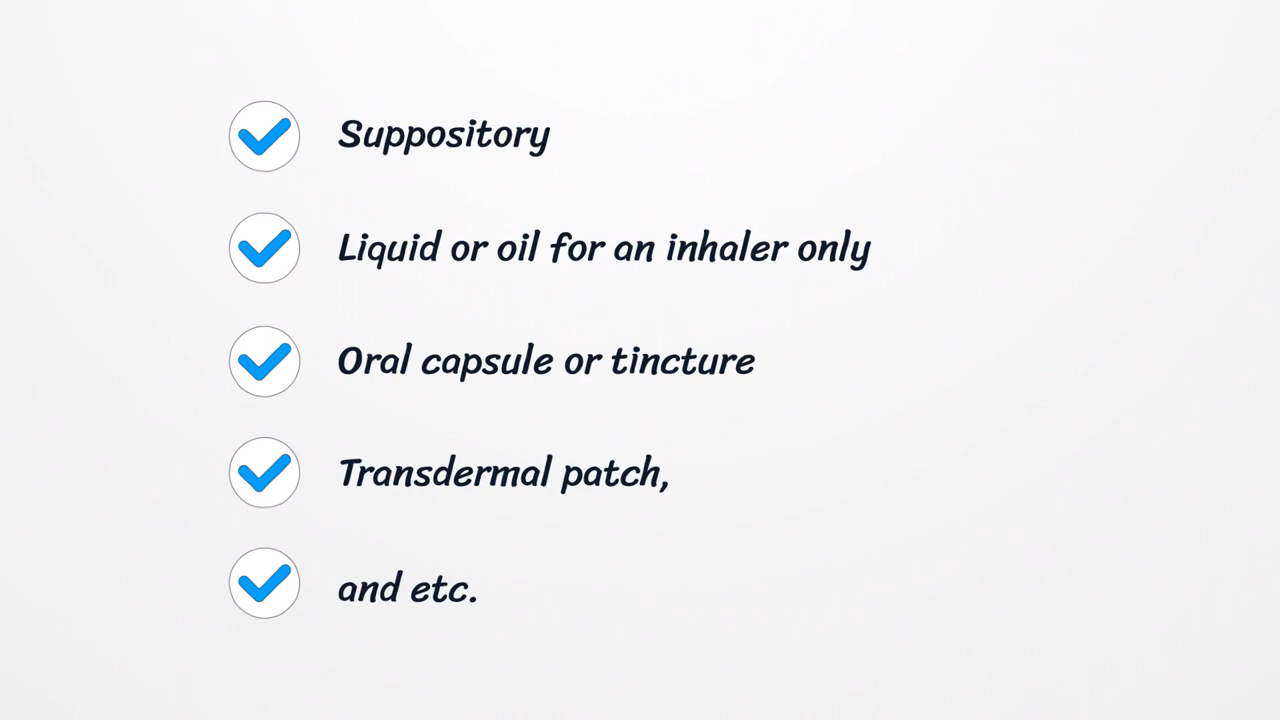 Suppository
Liquid or oil for an inhaler only
Oral capsule or tincture
Transdermal patch,
and etc.